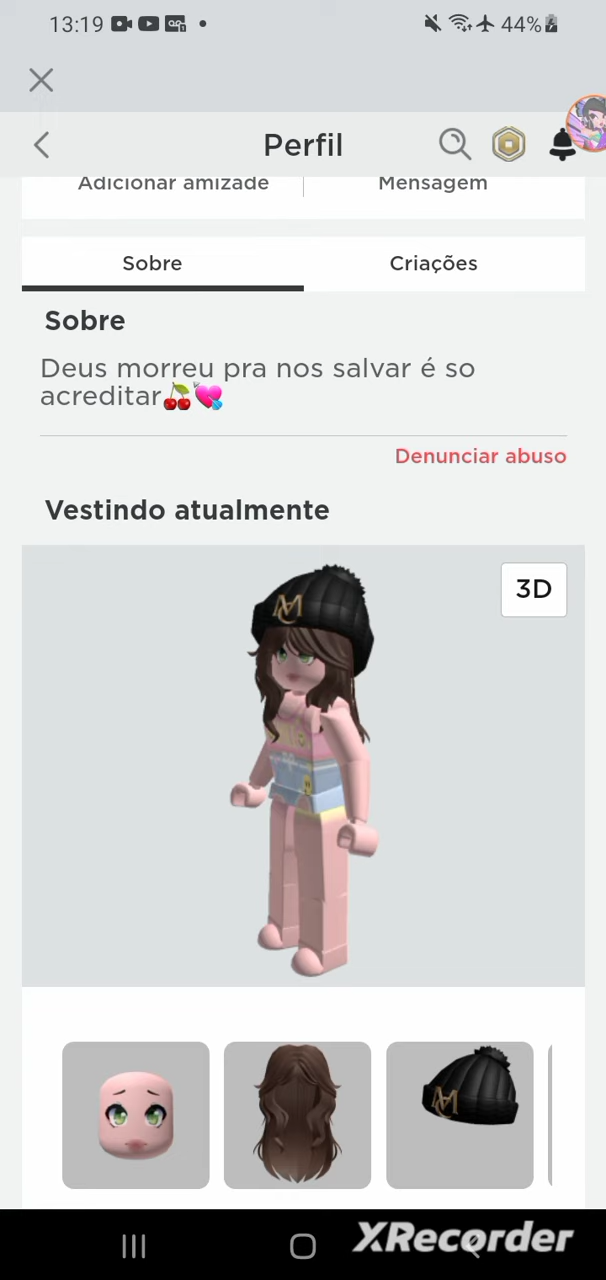 13:19 44%
Perfil
Adicionar amizade Mensagem
Sobre Criações
Sobre
Deus morreu pra nos salvar é so
acreditar🍒💘
Denunciar abuso
Vestindo atualmente
3D
XRecorder